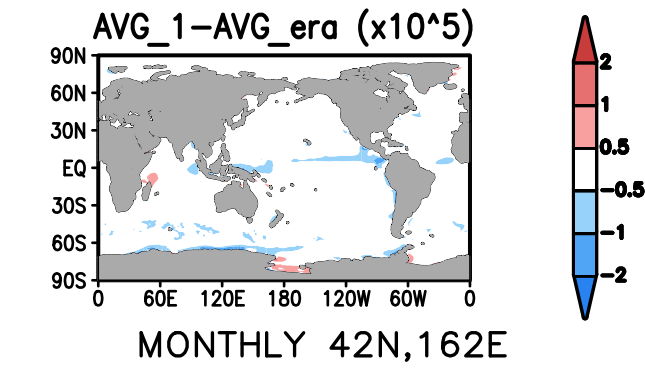 AVG_1-AVG_era (x10^5)
90N
60N
30N
EQ
30S
60S
90S
0 60E 120E 180 120W 60W 0
2
1
0.5
-0.5
-1
-2
MONTHLY 42N,162E